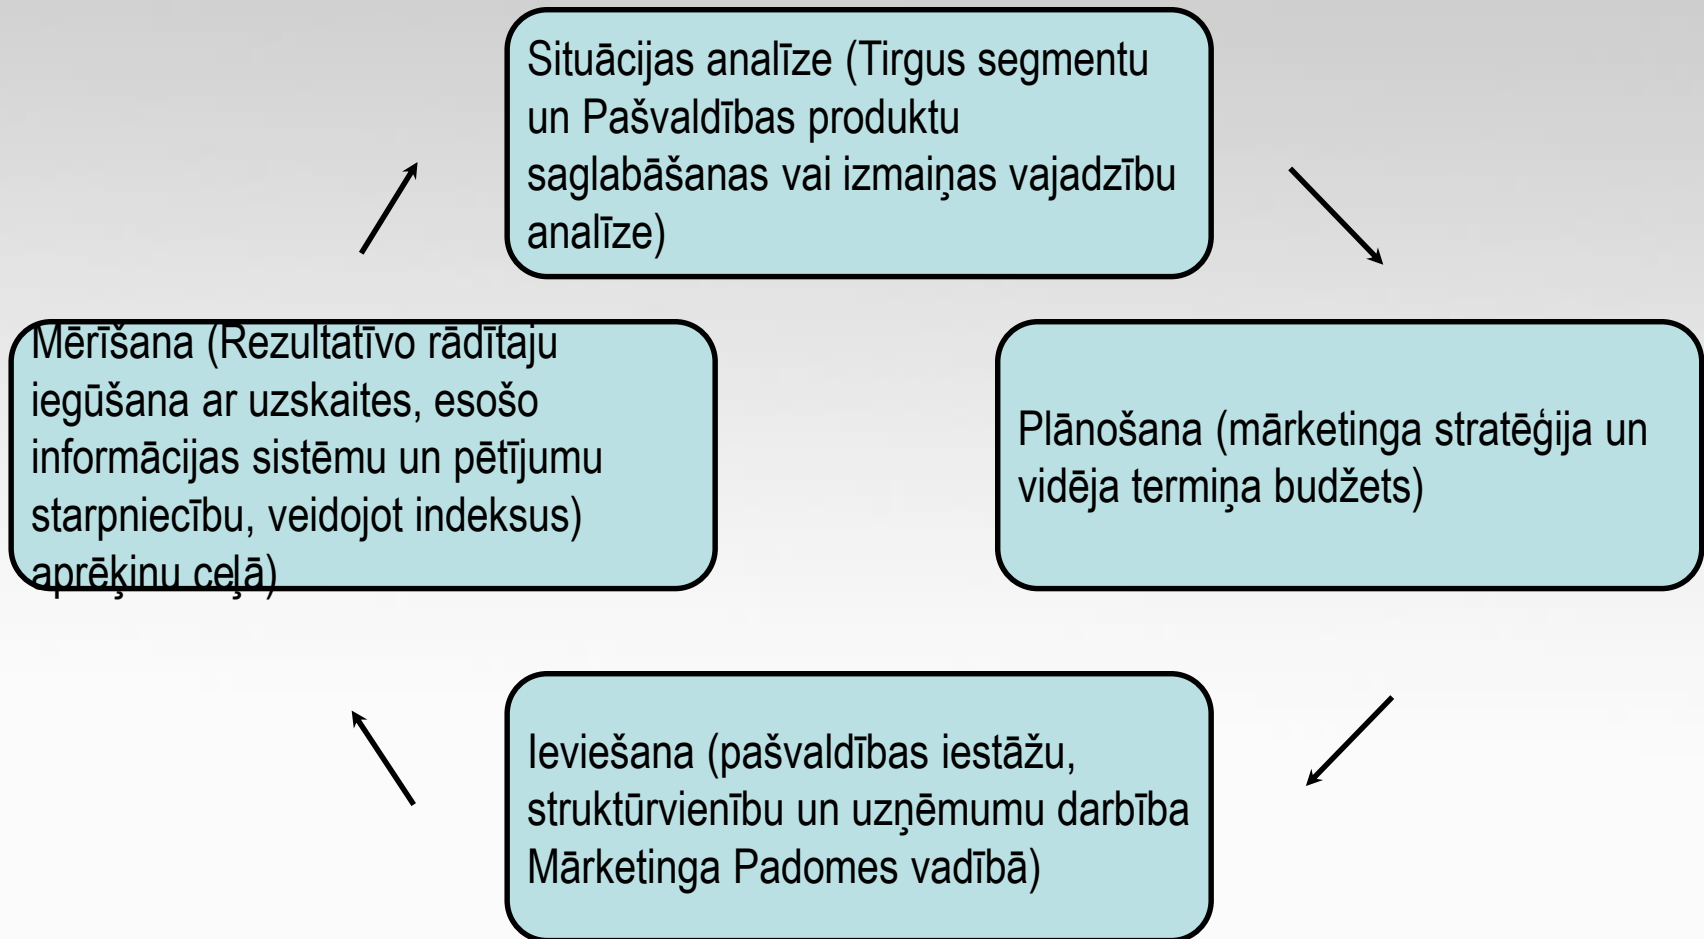 Situācijas analīze (Tirgus segmentu
un Pašvaldības produktu
saglabāšanas vai izmaiņas vajadzību
analīze)
Mērīšana (Rezultatīvo rādītaju
iegūšana ar uzskaites, esošo
informācijas sistēmu un pētījumu
starpniecību, veidojot indeksus)
aprēķinu ceļā)
Plānošana (mārketinga stratēģija un
vidēja termiņa budžets)
Ieviešana (pašvaldības iestāžu,
struktūrvienību un uzņēmumu darbība
Mārketinga Padomes vadībā)